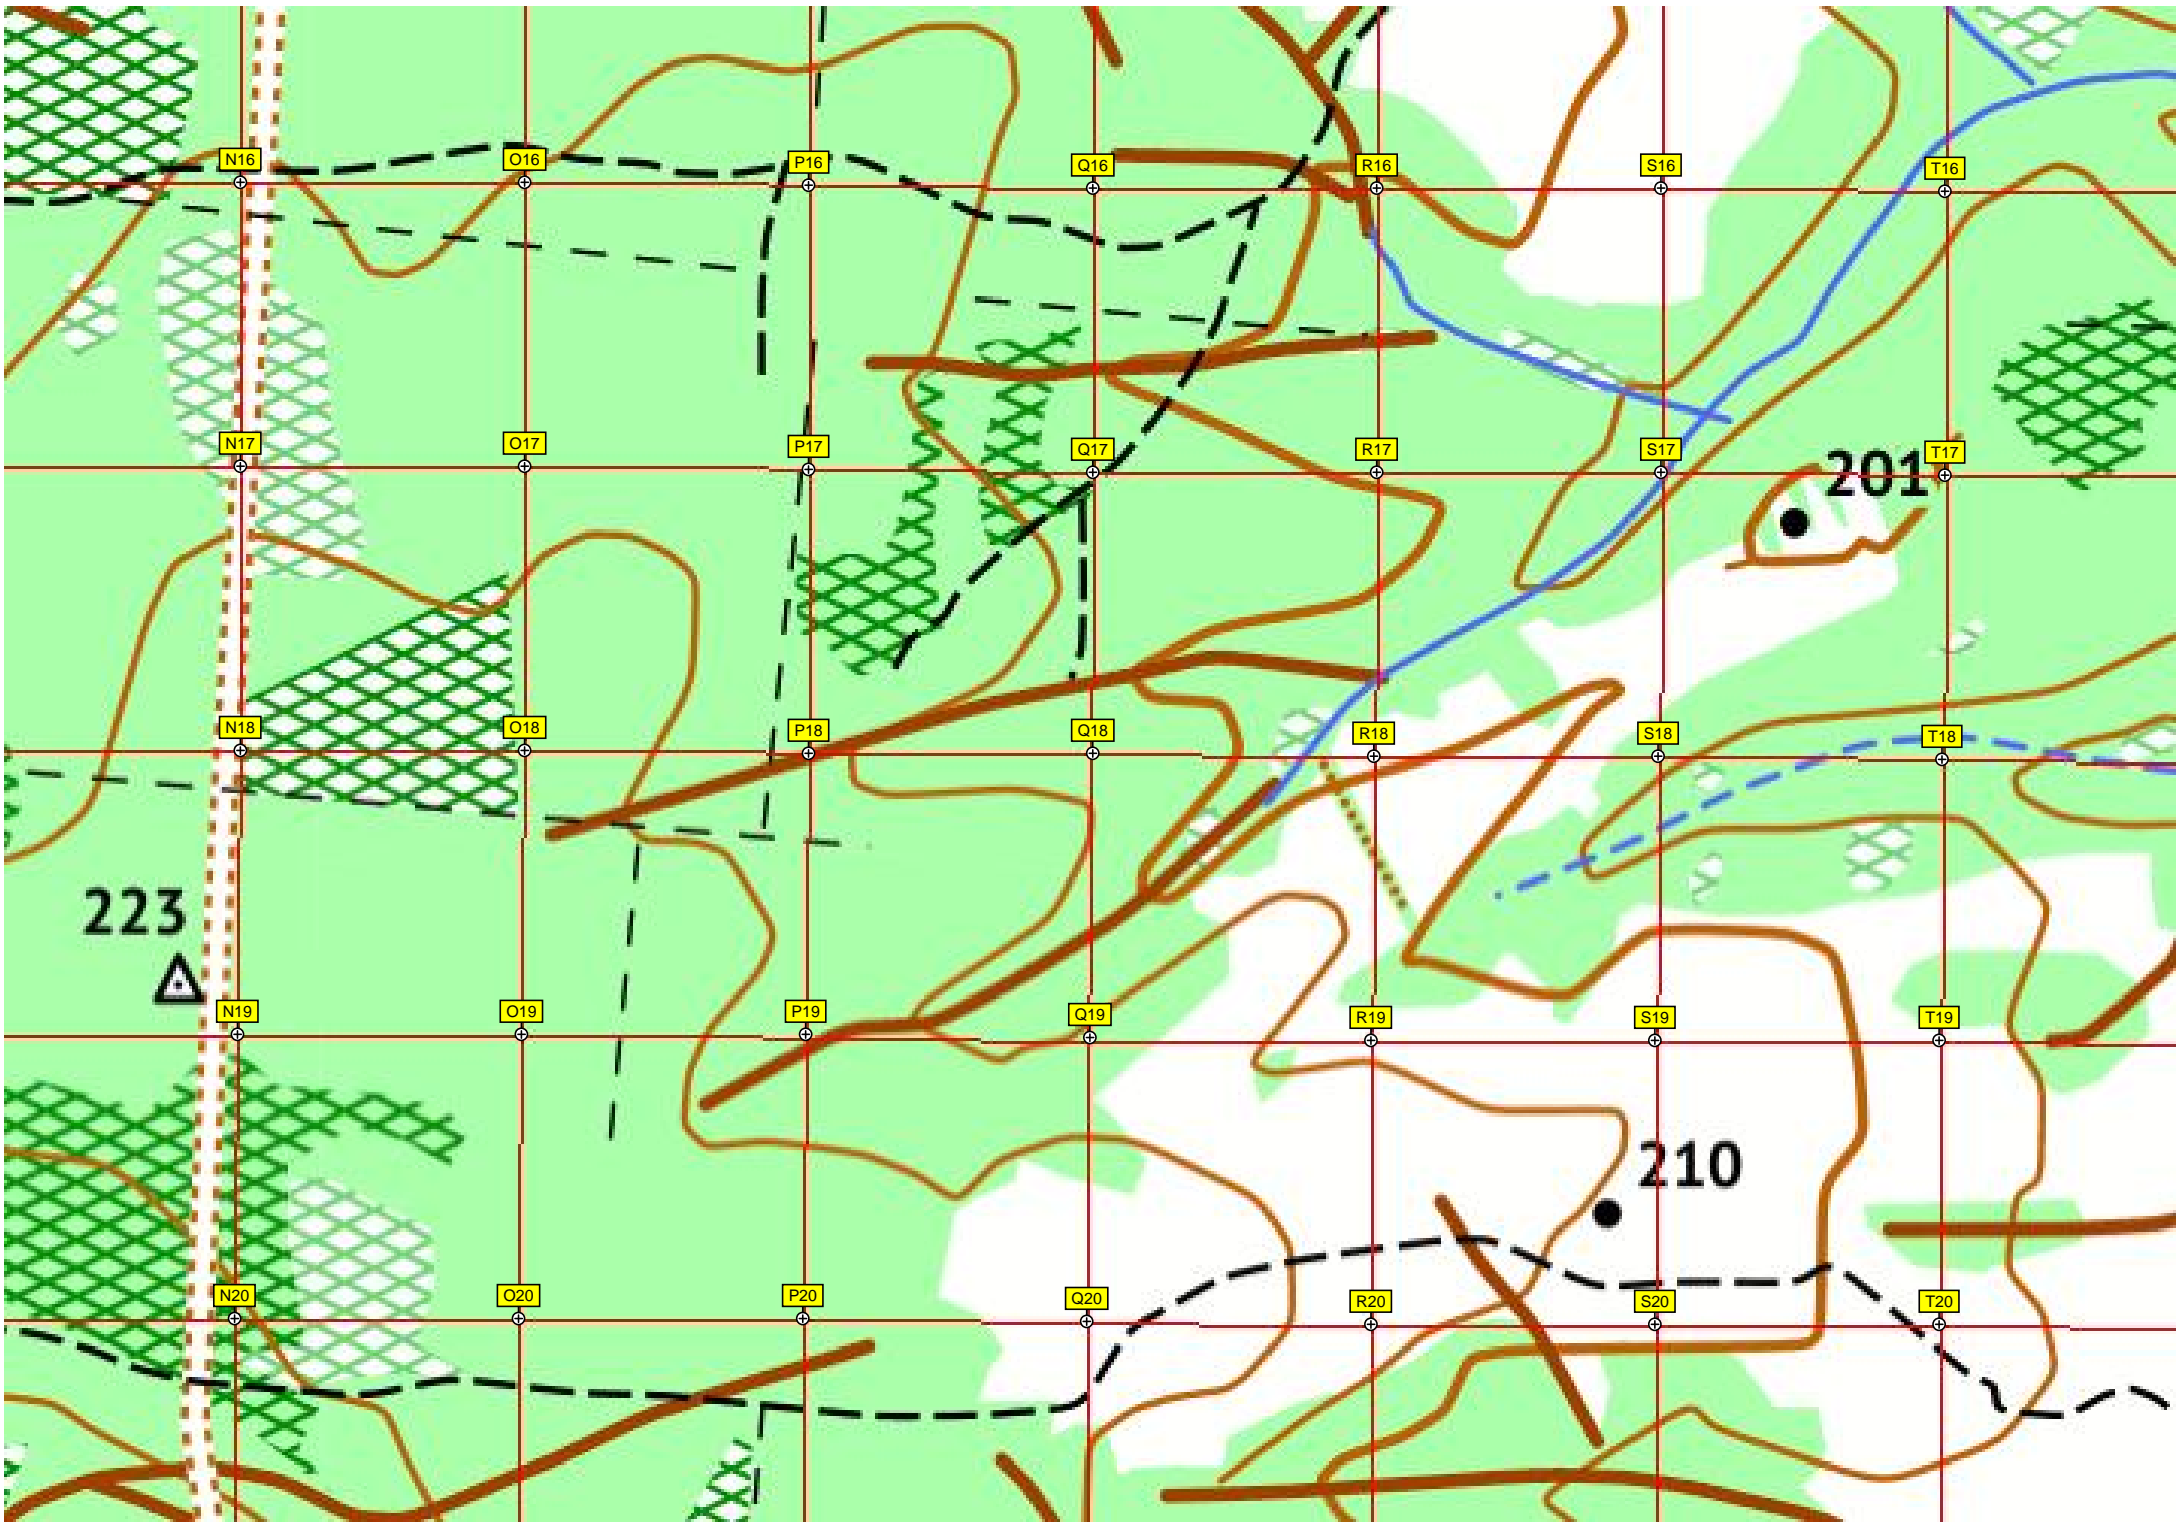 N16 O16 P16 Q16 R16 S16 T16
N17 O17 P17 Q17 R17 S17 T17
201
N18 O18 P18 Q18 R18 S18 T18
223
N19 O19 P19 Q19 R19 S19 T19
210
N20 O20 P20 Q20 R20 S20 T20